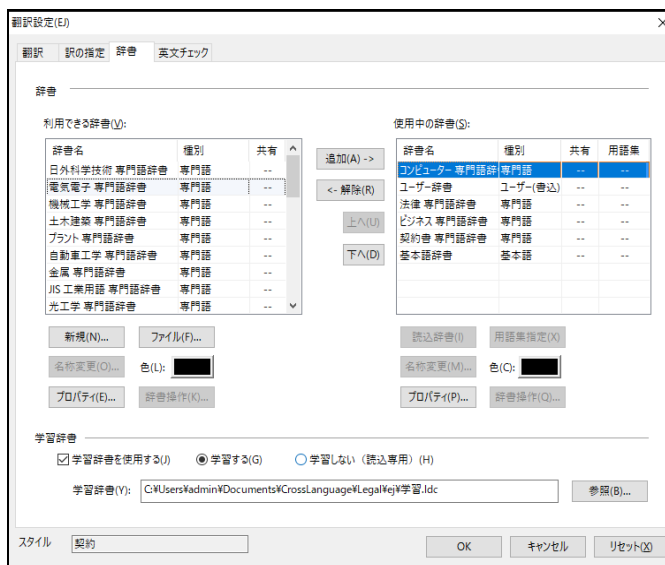 翻訳設定(EJ)
翻訳 訳の指定 辞書 英文チェック
辞書
利用できる辞書(V): 使用中の辞書(S):
辞書名 種別 共有 辞書名 種別 共有 用語集
日外科学技術 専門語辞書 専門語 -- 追加(A) -> コンピューター 専門語辞 専門語 -- --
電気電子 専門語辞書 専門語 -- <- 解除(R) ユーザー辞書 ユーザー(書込) -- --
機械工学 専門語辞書 専門語 -- 法律 専門語辞書 専門語 -- --
土木建築 専門語辞書 専門語 -- 上へ(U) ビジネス 専門語辞書 専門語 -- --
プラント 専門語辞書 専門語 -- 契約書 専門語辞書 専門語 -- --
自動車工学 専門語辞書 専門語 -- 下へ(D) 基本語辞書 基本語 -- --
金属 専門語辞書 専門語 --
JIS 工業用語 専門語辞書 専門語 --
光工学 専門語辞書 専門語 --
新規(N)... ファイル(F)... 読込辞書(I) 用語集指定(X)
名称変更(O)... 色(L): 名称変更(M)... 色(C):
プロパティ(E)... 辞書操作(K)... プロパティ(P)... 辞書操作(Q)...
学習辞書
学習辞書を使用する(J) 学習する(G) 学習しない（読込専用）(H)
学習辞書(Y): C:¥Users¥admin¥Documents¥CrossLanguage¥Legal¥ej¥学習.ldc 参照(B)...
スタイル 契約 OK キャンセル リセット(X)